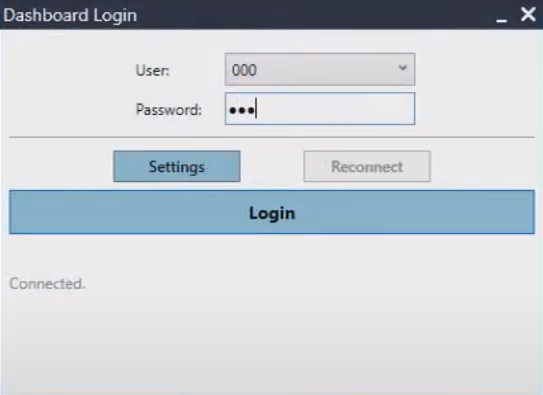 Dashboard Login
User: 000
Password: •••
Settings Reconnect
Login
Connected.